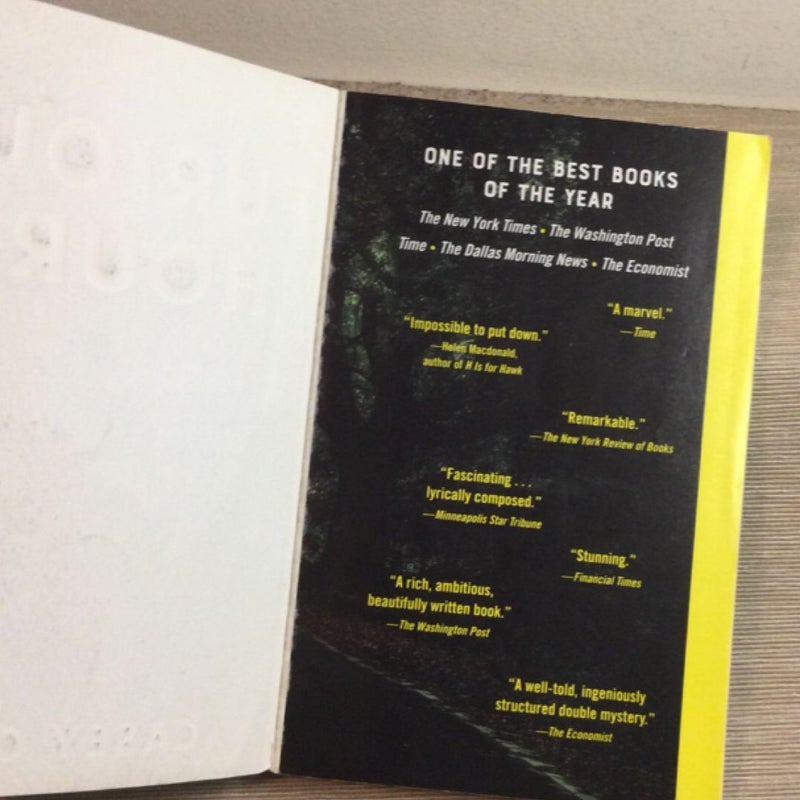 ONE OF THE BEST BOOKS
OF THE YEAR
The New York Times • The Washington Post
Time • The Dallas Morning News • The Economist
"A marvel."
—Time
"Impossible to put down."
—Helen Macdonald,
author of H Is for Hawk
"Remarkable."
—The New York Review of Books
"Fascinating . . .
lyrically composed."
—Minneapolis Star Tribune
"Stunning."
—Financial Times
"A rich, ambitious,
beautifully written book."
—The Washington Post
"A well-told, ingeniously
structured double mystery."
—The Economist